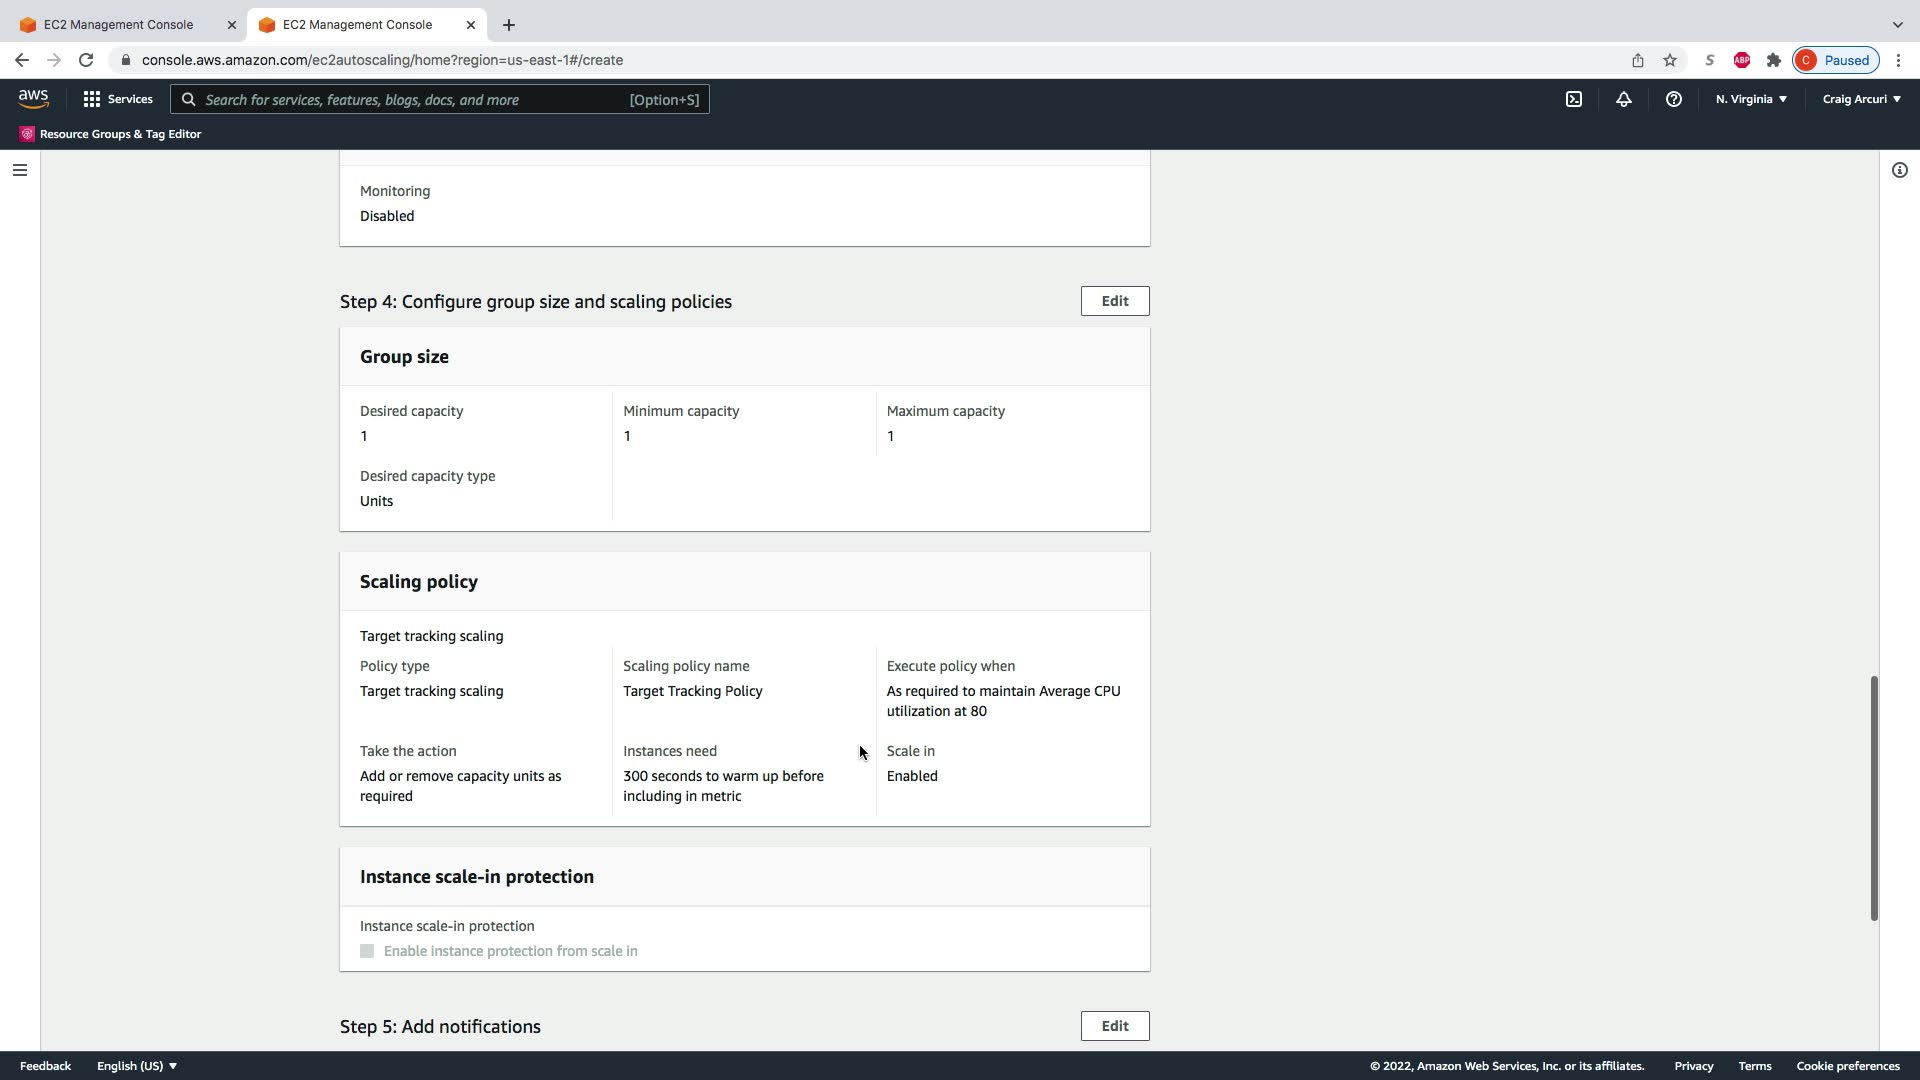 EC2 Management Console
EC2 Management Console
console.aws.amazon.com/ec2autoscaling/home?region=us-east-1#/create
S
ABP
C
Paused
aws
Services
Search for services, features, blogs, docs, and more
[Option+S]
N. Virginia
Craig Arcuri
Resource Groups & Tag Editor
Monitoring
Disabled
Step 4: Configure group size and scaling policies
Edit
Group size
Desired capacity
1
Minimum capacity
1
Maximum capacity
1
Desired capacity type
Units
Scaling policy
Target tracking scaling
Policy type
Target tracking scaling
Scaling policy name
Target Tracking Policy
Execute policy when
As required to maintain Average CPU
utilization at 80
Take the action
Add or remove capacity units as
required
Instances need
300 seconds to warm up before
including in metric
Scale in
Enabled
Instance scale-in protection
Instance scale-in protection
Enable instance protection from scale in
Step 5: Add notifications
Edit
Feedback
English (US)
© 2022, Amazon Web Services, Inc. or its affiliates.
Privacy
Terms
Cookie preferences